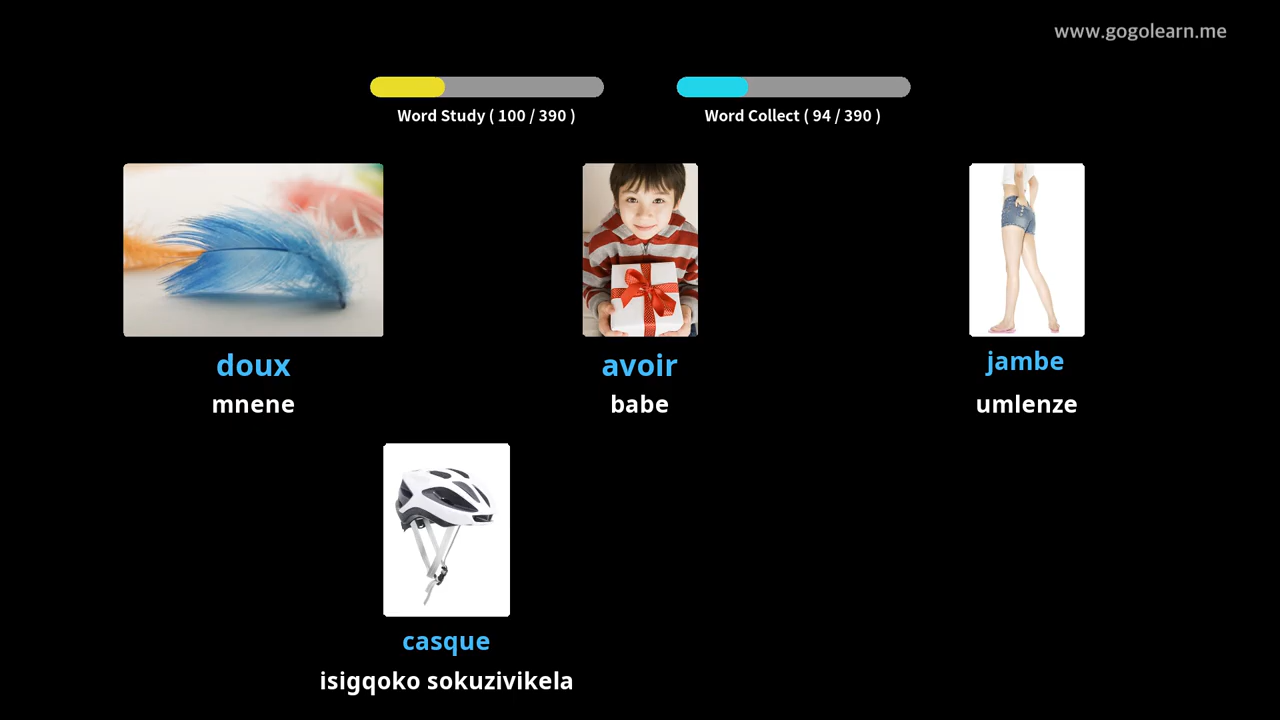 www.gogolearn.me
Word Study ( 100 / 390 )
Word Collect ( 94 / 390 )
doux
avoir
jambe
mnene
babe
umlenze
casque
isigqoko sokuzivikela